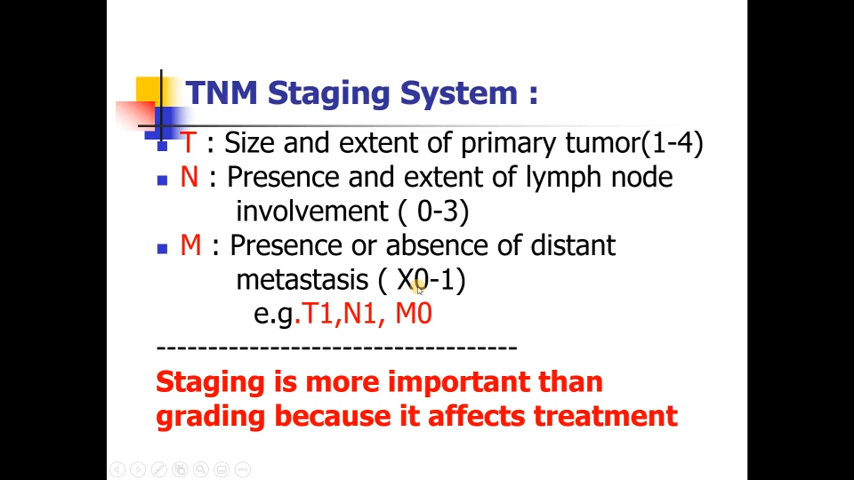 TNM Staging System :
T : Size and extent of primary tumor(1-4)
N : Presence and extent of lymph node
involvement ( 0-3)
M : Presence or absence of distant
metastasis ( X0-1)
e.g.T1,N1, M0
-----------------------------------
Staging is more important than
grading because it affects treatment